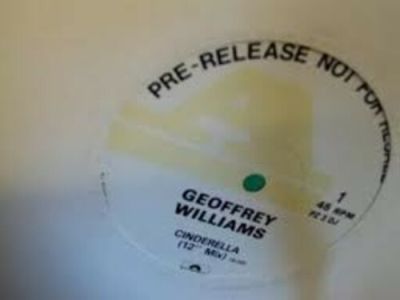 PRE-RELEASE NOT FOR
1
45 RPM
GEOFFREY
WILLIAMS
CINDERELLA
(12" Mix)